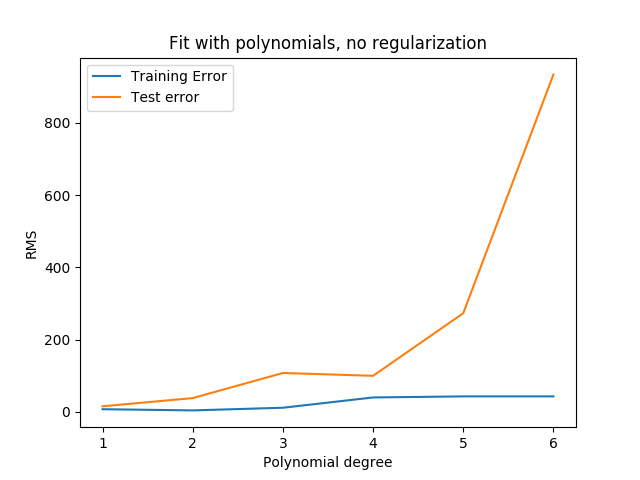 Fit with polynomials, no regularization
Training Error
Test error
800
600
400
200
0
RMS
1 2 3 4 5 6
Polynomial degree